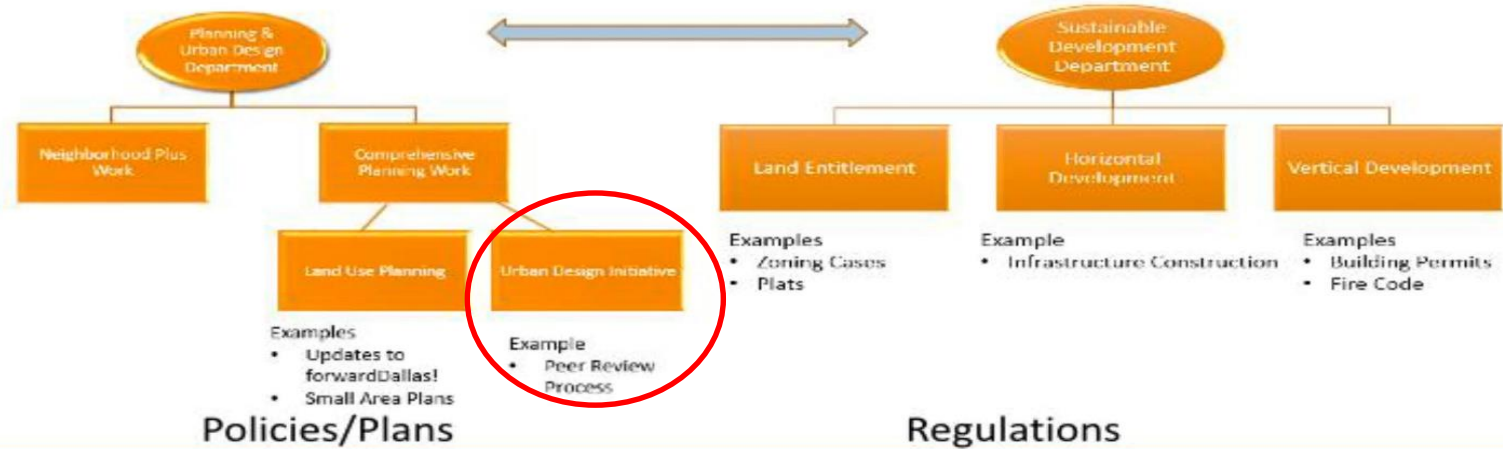 Planning &
Urban Design
Department
Sustainable
Development
Department
Neighborhood Plus
Work
Comprehensive
Planning Work
Land Entitlement
Horizontal
Development
Vertical Development
Land Use Planning
Urban Design Initiative
Examples
• Updates to
forwardDallas!
• Small Area Plans
Example
• Peer Review
Process
Examples
• Zoning Cases
• Plats
Example
• Infrastructure Construction
Examples
• Building Permits
• Fire Code
Policies/Plans
Regulations